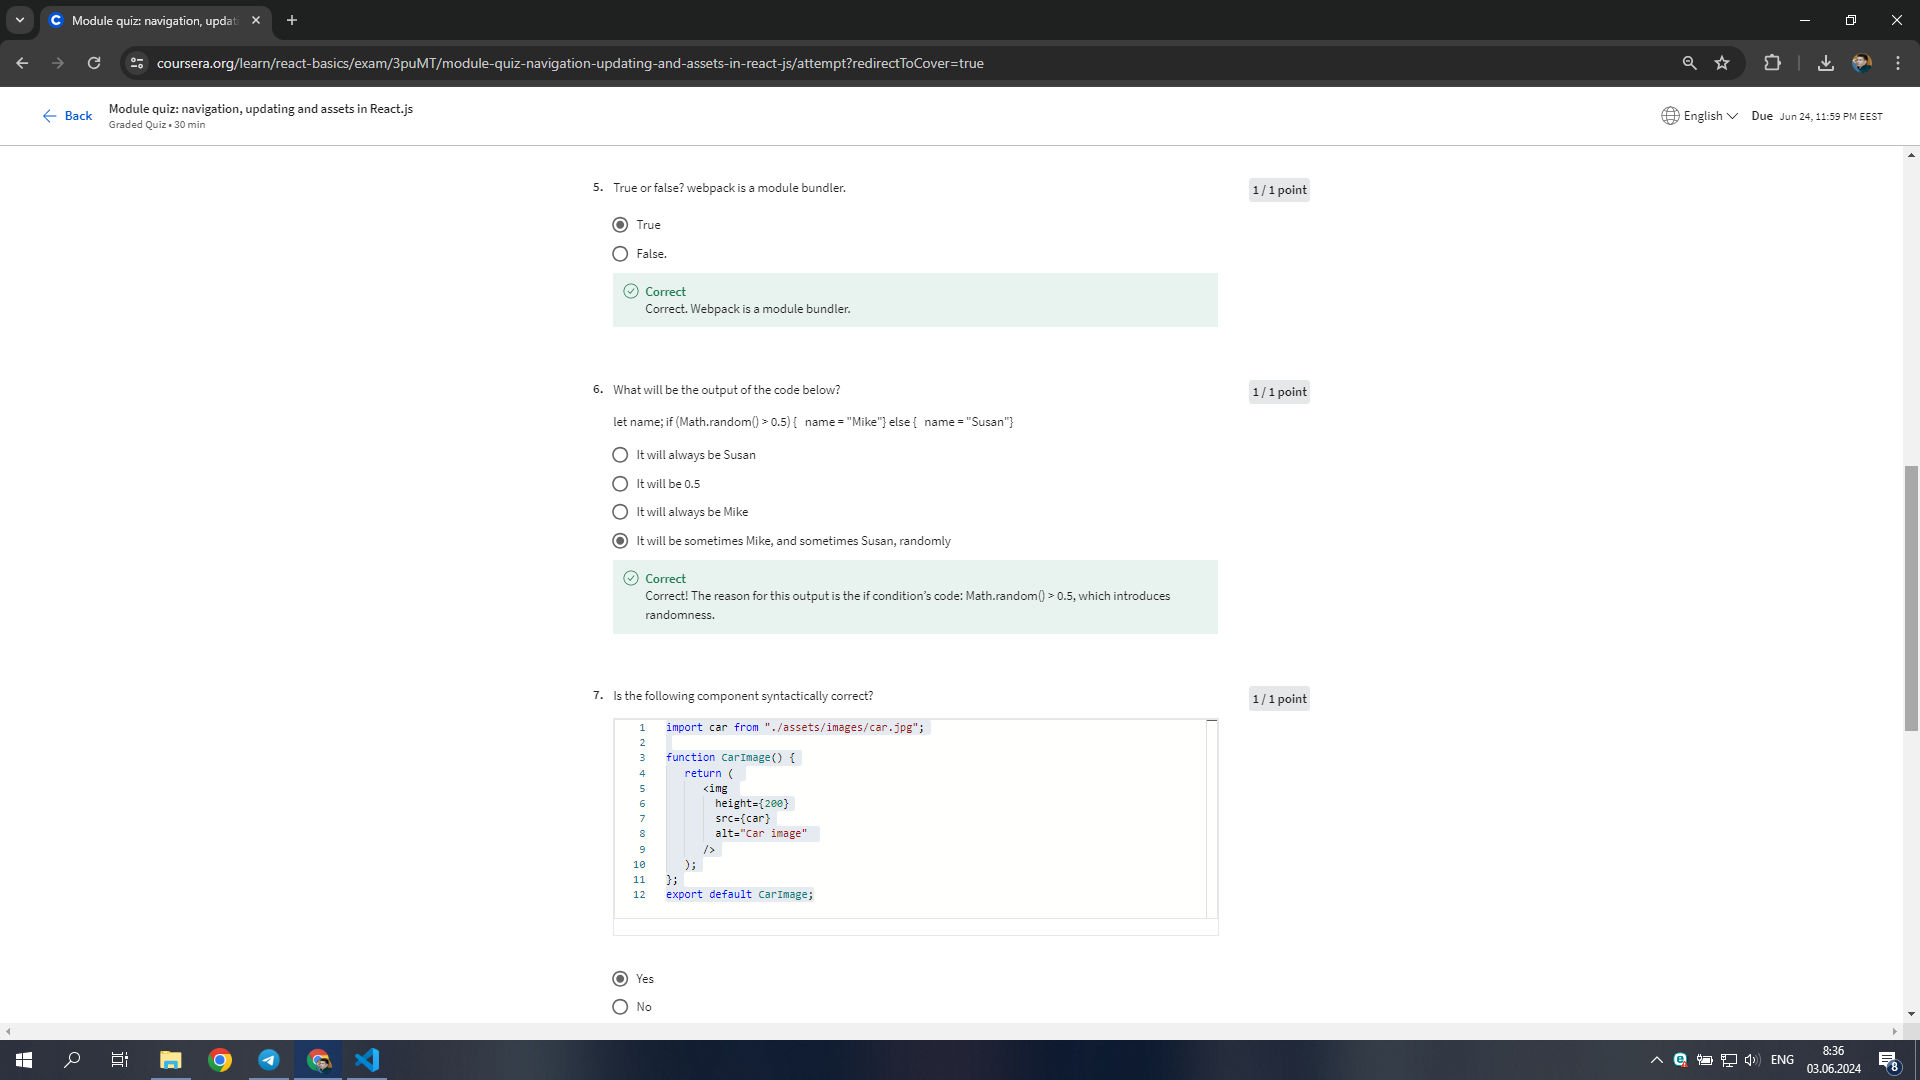 Module quiz: navigation, updat
coursera.org/learn/react-basics/exam/3puMT/module-quiz-navigation-updating-and-assets-in-react-js/attempt?redirectToCover=true
Back
Module quiz: navigation, updating and assets in React.js
Graded Quiz • 30 min
English
Due Jun 24, 11:59 PM EEST
5. True or false? webpack is a module bundler.
1 / 1 point
True
False.
Correct
Correct. Webpack is a module bundler.
6. What will be the output of the code below?
1 / 1 point
let name; if (Math.random() > 0.5) { name = "Mike"} else { name = "Susan"}
It will always be Susan
It will be 0.5
It will always be Mike
It will be sometimes Mike, and sometimes Susan, randomly
Correct
Correct! The reason for this output is the if condition’s code: Math.random() > 0.5, which introduces
randomness.
7. Is the following component syntactically correct?
1 / 1 point
1 import car from "./assets/images/car.jpg";
2
3 function CarImage() {
4 return (
5 <img
6 height={200}
7 src={car}
8 alt="Car image"
9 />
10 );
11 };
12 export default CarImage;
Yes
No
ENG
8:36
03.06.2024
8